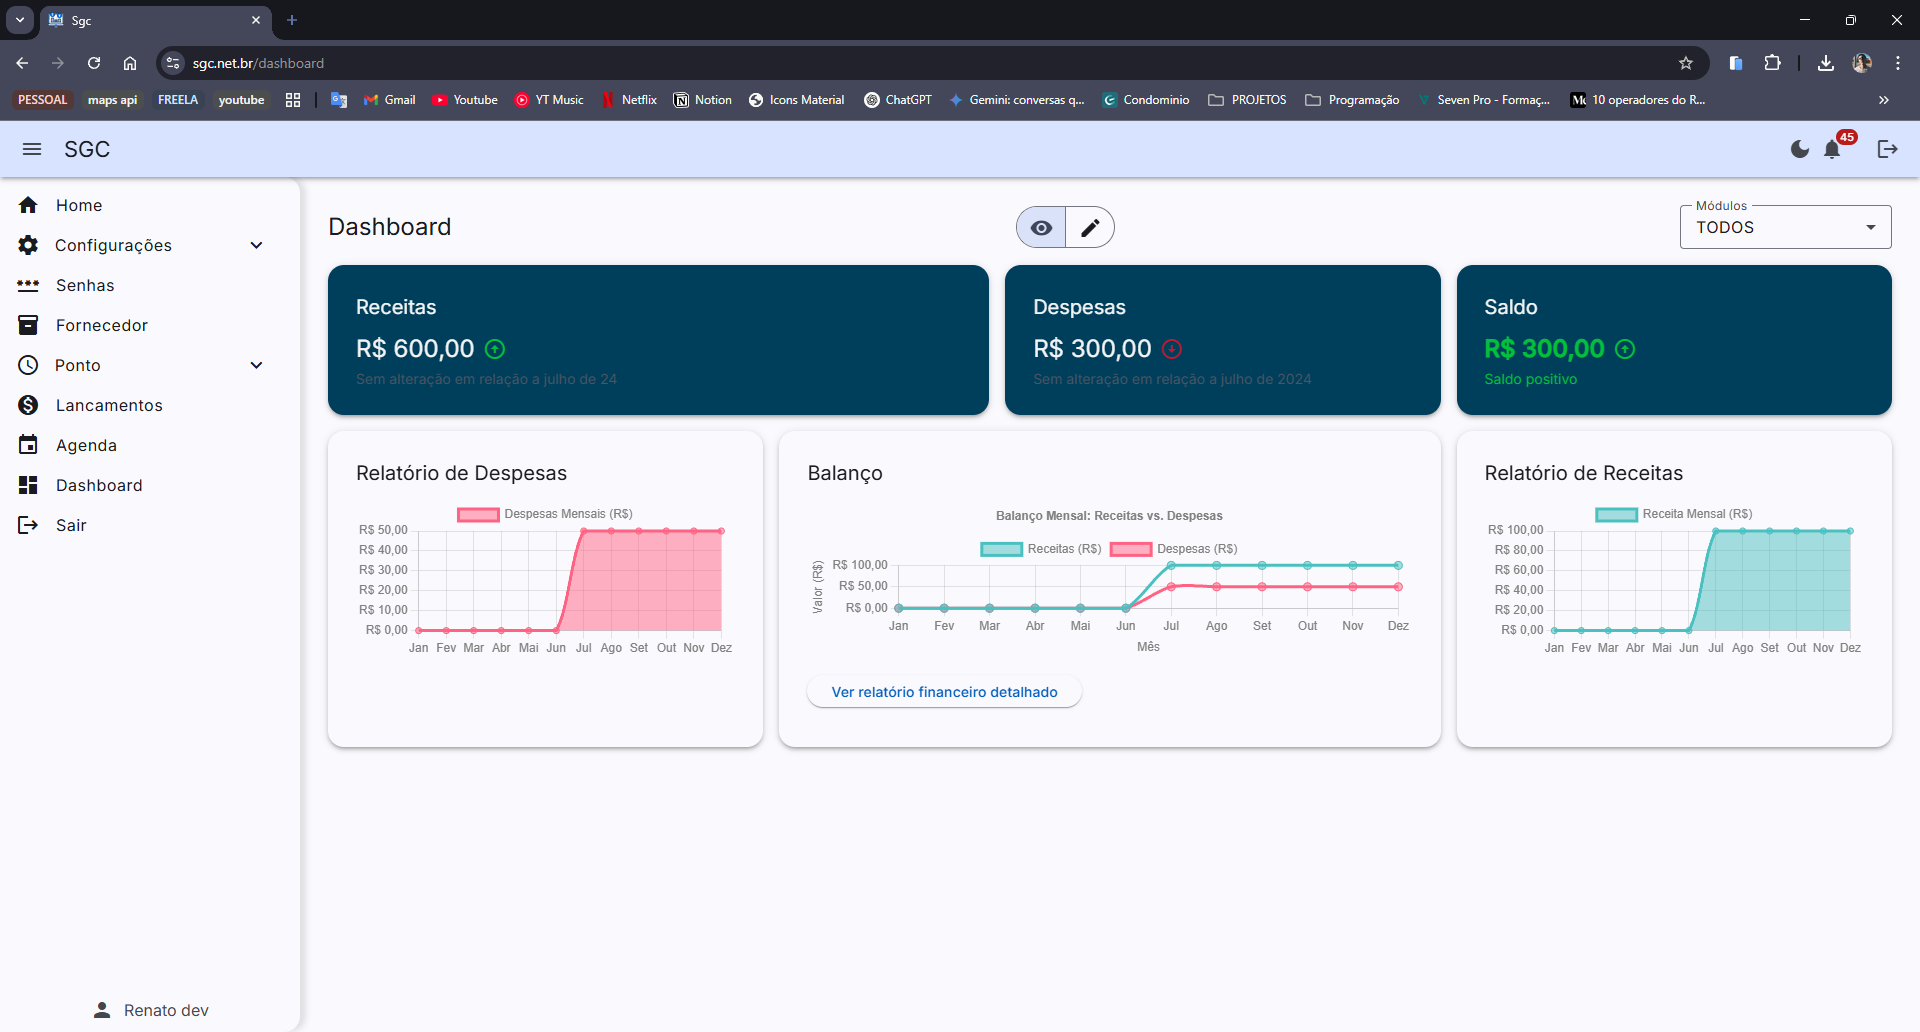 Sgc
sgc.net.br/dashboard
PESSOAL maps api FREELA youtube Gmail Youtube YT Music Netflix Notion Icons Material ChatGPT Gemini: conversas q... Condominio PROJETOS Programação Seven Pro - Formaç... 10 operadores do R...
SGC
45
Home
Configurações
Senhas
Fornecedor
Ponto
Lancamentos
Agenda
Dashboard
Sair
Renato dev
Dashboard
Módulos
TODOS
Receitas
R$ 600,00
Sem alteração em relação a julho de 24
Despesas
R$ 300,00
Sem alteração em relação a julho de 2024
Saldo
R$ 300,00
Saldo positivo
Relatório de Despesas
Despesas Mensais (R$)
R$ 50,00
R$ 40,00
R$ 30,00
R$ 20,00
R$ 10,00
R$ 0,00
Jan Fev Mar Abr Mai Jun Jul Ago Set Out Nov Dez
Balanço
Balanço Mensal: Receitas vs. Despesas
Receitas (R$) Despesas (R$)
Valor (R$)
R$ 100,00
R$ 50,00
R$ 0,00
Jan Fev Mar Abr Mai Jun Jul Ago Set Out Nov Dez
Mês
Ver relatório financeiro detalhado
Relatório de Receitas
Receita Mensal (R$)
R$ 100,00
R$ 80,00
R$ 60,00
R$ 40,00
R$ 20,00
R$ 0,00
Jan Fev Mar Abr Mai Jun Jul Ago Set Out Nov Dez